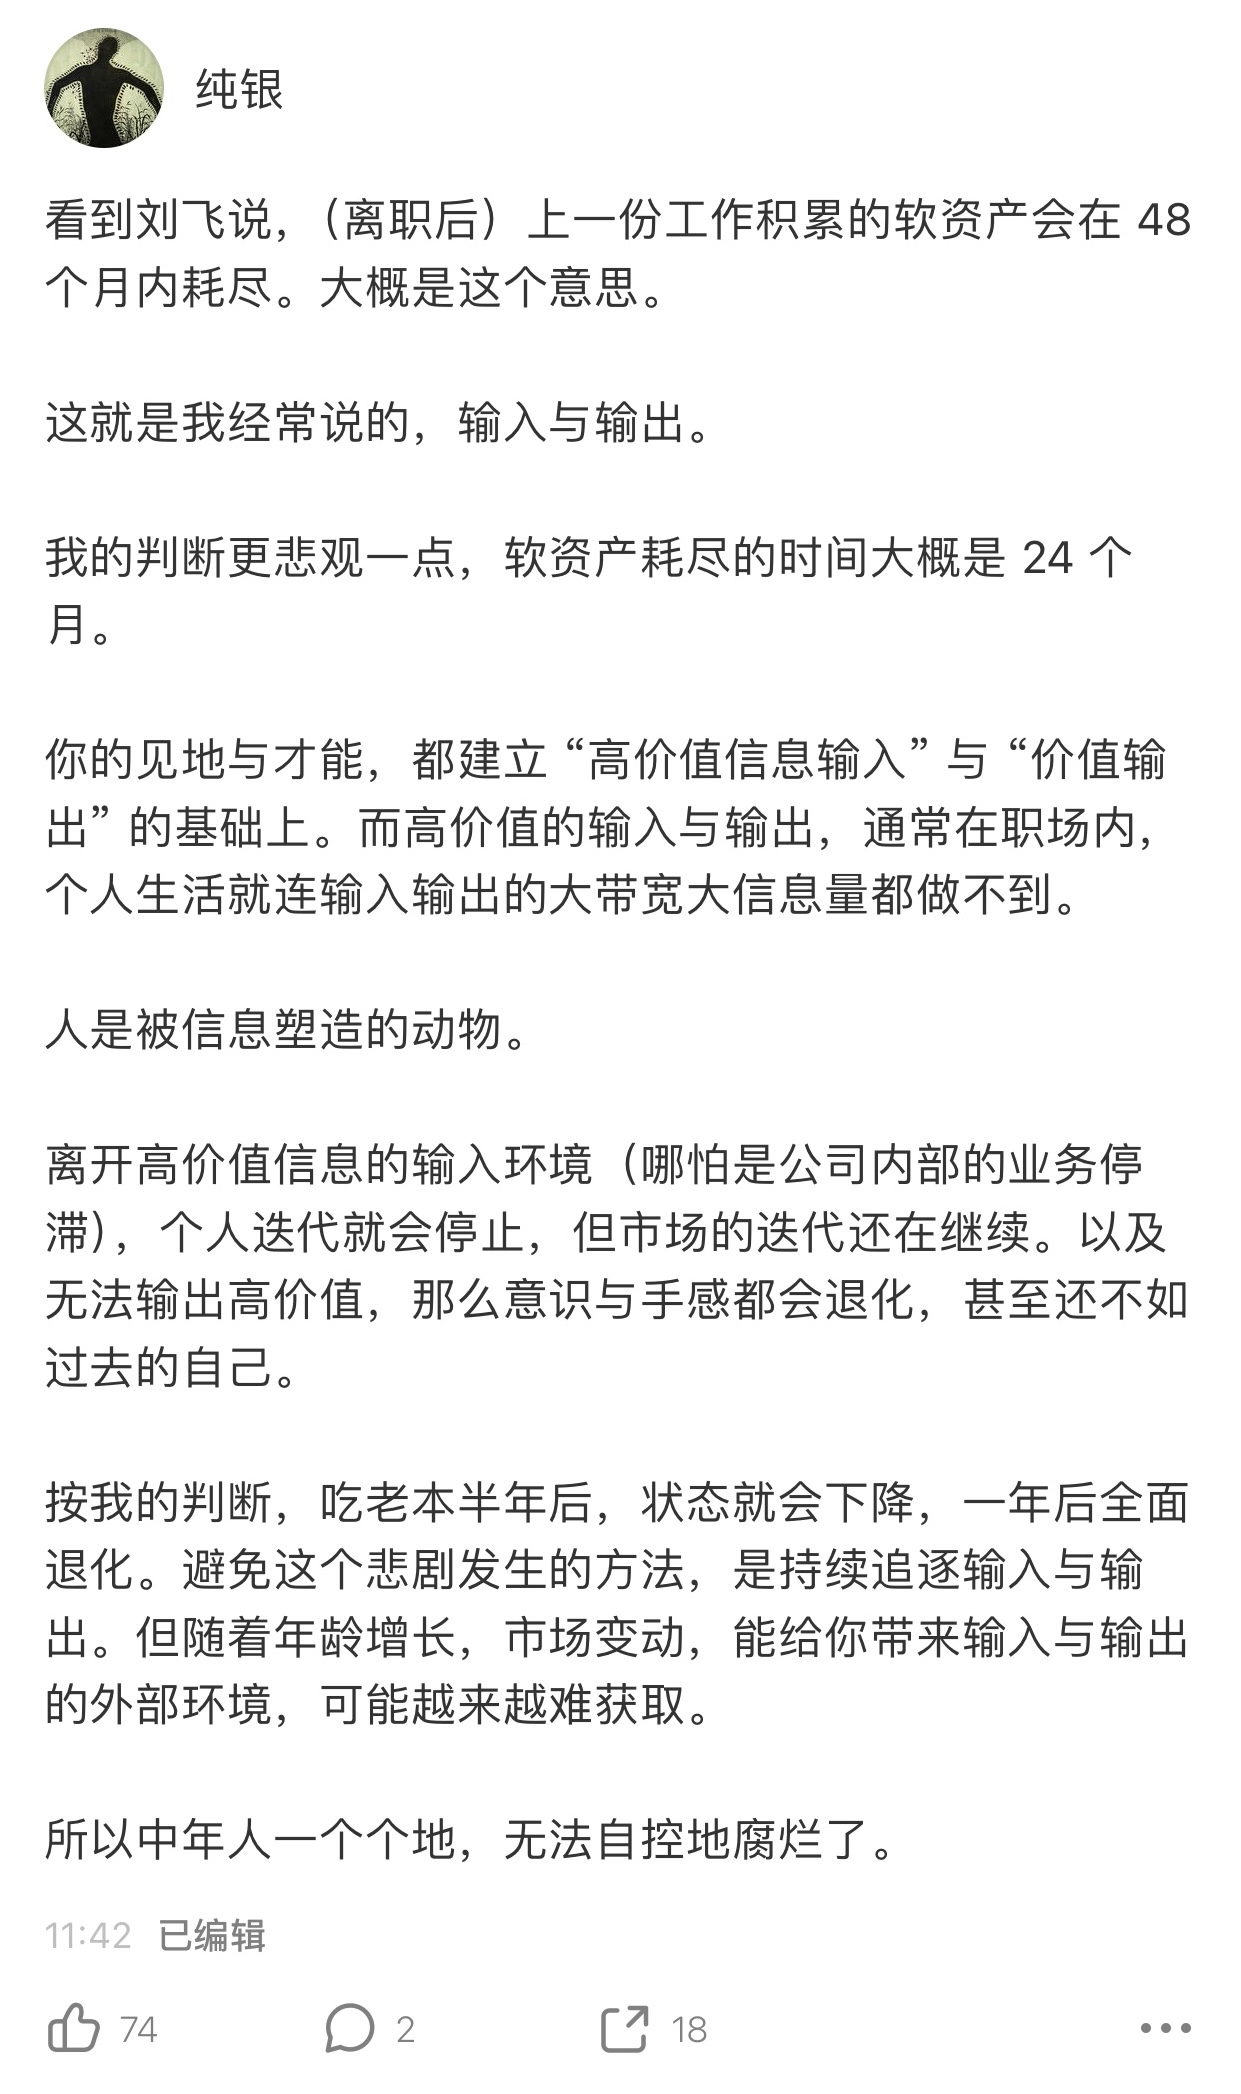 纯银
看到刘飞说，（离职后）上一份工作积累的软资产会在 48
个月内耗尽。大概是这个意思。
这就是我经常说的，输入与输出。
我的判断更悲观一点，软资产耗尽的时间大概是 24 个
月。
你的见地与才能，都建立 “高价值信息输入” 与 “价值输
出” 的基础上。而高价值的输入与输出，通常在职场内，
个人生活就连输入输出的大带宽大信息量都做不到。
人是被信息塑造的动物。
离开高价值信息的输入环境（哪怕是公司内部的业务停
滞），个人迭代就会停止，但市场的迭代还在继续。以及
无法输出高价值，那么意识与手感都会退化，甚至还不如
过去的自己。
按我的判断，吃老本半年后，状态就会下降，一年后全面
退化。避免这个悲剧发生的方法，是持续追逐输入与输
出。但随着年龄增长，市场变动，能给你带来输入与输出
的外部环境，可能越来越难获取。
所以中年人一个个地，无法自控地腐烂了。
11:42 已编辑
74 2 18